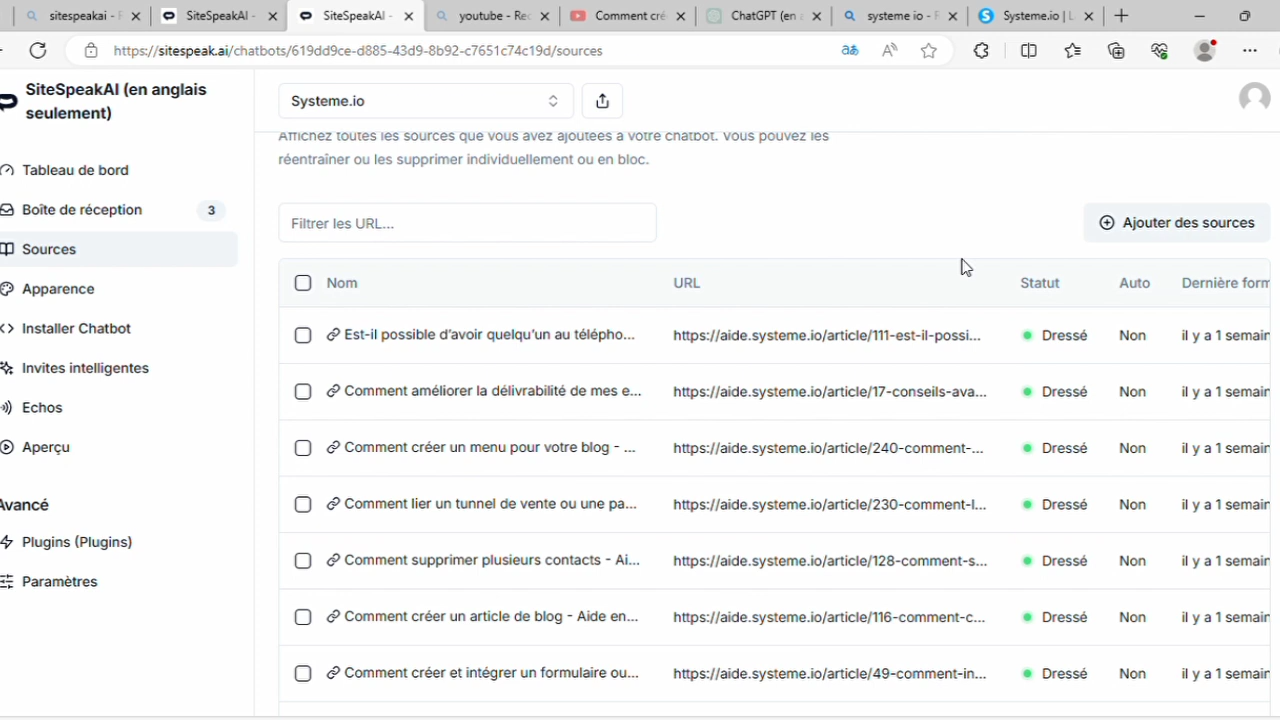 sitespeakai - F
SiteSpeakAI -
SiteSpeakAI -
youtube - Rec
Comment cré
ChatGPT (en a
systeme io - R
Systeme.io | L
https://sitespeak.ai/chatbots/619dd9ce-d885-43d9-8b92-c7651c74c19d/sources
SiteSpeakAI (en anglais
seulement)
Systeme.io
Tableau de bord
Boîte de réception 3
Sources
Apparence
Installer Chatbot
Invites intelligentes
Echos
Aperçu
Avancé
Plugins (Plugins)
Paramètres
Affichez toutes les sources que vous avez ajoutées à votre chatbot. Vous pouvez les
réentraîner ou les supprimer individuellement ou en bloc.
Filtrer les URL...
Ajouter des sources
Nom URL Statut Auto Dernière form
Est-il possible d'avoir quelqu'un au télépho... https://aide.systeme.io/article/111-est-il-possi... Dressé Non il y a 1 semain
Comment améliorer la délivrabilité de mes e... https://aide.systeme.io/article/17-conseils-ava... Dressé Non il y a 1 semain
Comment créer un menu pour votre blog - ... https://aide.systeme.io/article/240-comment-... Dressé Non il y a 1 semain
Comment lier un tunnel de vente ou une pa... https://aide.systeme.io/article/230-comment-l... Dressé Non il y a 1 semain
Comment supprimer plusieurs contacts - Ai... https://aide.systeme.io/article/128-comment-s... Dressé Non il y a 1 semain
Comment créer un article de blog - Aide en... https://aide.systeme.io/article/116-comment-c... Dressé Non il y a 1 semain
Comment créer et intégrer un formulaire ou... https://aide.systeme.io/article/49-comment-in... Dressé Non il y a 1 semain